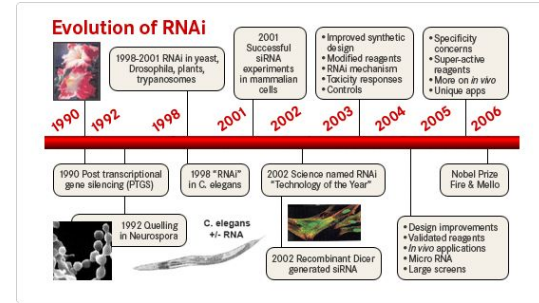 Evolution of RNAi
1998-2001 RNAi in yeast,
Drosophila, plants,
trypanosomes
2001
Successful
siRNA
experiments
in mammalian
cells
• Improved synthetic
design
• Modified reagents
• RNAi mechanism
• Toxicity responses
• Controls
• Specificity
concerns
• Super-active
reagents
• More on in vivo
• Unique apps
1990
1992
1998
2001
2002
2003
2004
2005
2006
1990 Post transcriptional
gene silencing (PTGS)
1998 "RNAi"
in C. elegans
2002 Science named RNAi
"Technology of the Year"
Nobel Prize
Fire & Mello
1992 Quelling
in Neurospora
C. elegans
+/- RNA
2002 Recombinant Dicer
generated siRNA
• Design improvements
• Validated reagents
• In vivo applications
• Micro RNA
• Large screens